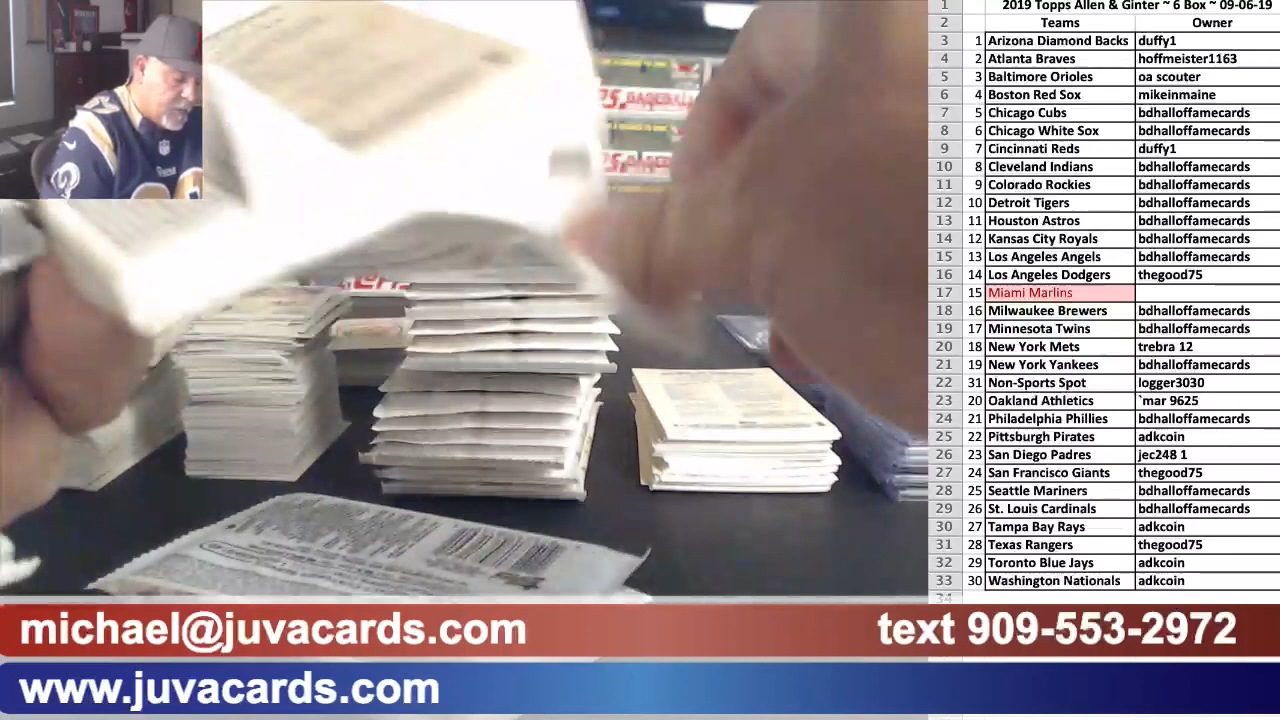 1 2019 Topps Allen & Ginter ~ 6 Box ~ 09-06-19
2 Teams Owner
3 1 Arizona Diamond Backs duffy1
4 2 Atlanta Braves hoffmeister1163
5 3 Baltimore Orioles oa scouter
6 4 Boston Red Sox mikeinmaine
7 5 Chicago Cubs bdhalloffamecards
8 6 Chicago White Sox bdhalloffamecards
9 7 Cincinnati Reds duffy1
10 8 Cleveland Indians bdhalloffamecards
11 9 Colorado Rockies bdhalloffamecards
12 10 Detroit Tigers bdhalloffamecards
13 11 Houston Astros bdhalloffamecards
14 12 Kansas City Royals bdhalloffamecards
15 13 Los Angeles Angels bdhalloffamecards
16 14 Los Angeles Dodgers thegood75
17 15 Miami Marlins
18 16 Milwaukee Brewers bdhalloffamecards
19 17 Minnesota Twins bdhalloffamecards
20 18 New York Mets trebra 12
21 19 New York Yankees bdhalloffamecards
22 31 Non-Sports Spot logger3030
23 20 Oakland Athletics `mar 9625
24 21 Philadelphia Phillies bdhalloffamecards
25 22 Pittsburgh Pirates adkcoin
26 23 San Diego Padres jec248 1
27 24 San Francisco Giants thegood75
28 25 Seattle Mariners bdhalloffamecards
29 26 St. Louis Cardinals bdhalloffamecards
30 27 Tampa Bay Rays adkcoin
31 28 Texas Rangers thegood75
32 29 Toronto Blue Jays adkcoin
33 30 Washington Nationals adkcoin
34
michael@juvacards.com text 909-553-2972
www.juvacards.com